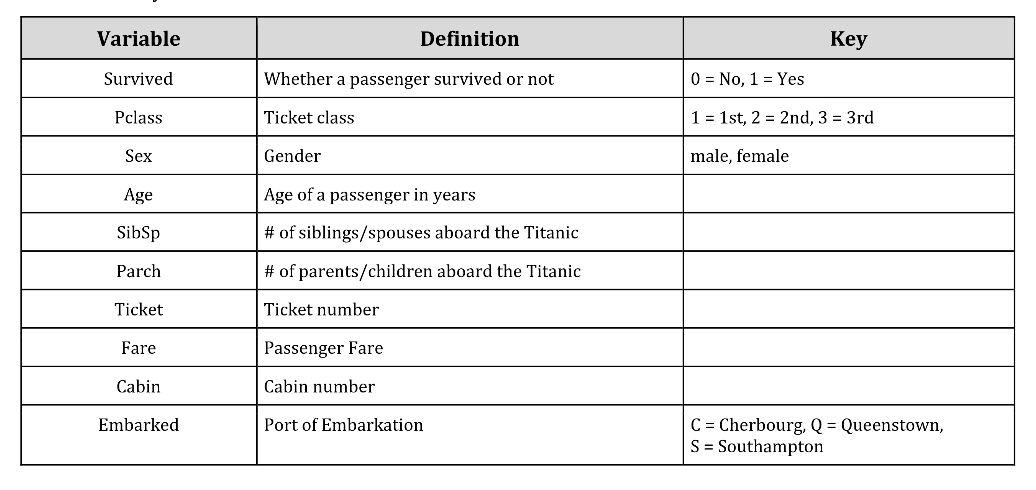 Variable Definition Key
Survived Whether a passenger survived or not 0 = No, 1 = Yes
Pclass Ticket class 1 = 1st, 2 = 2nd, 3 = 3rd
Sex Gender male, female
Age Age of a passenger in years
SibSp # of siblings/spouses aboard the Titanic
Parch # of parents/children aboard the Titanic
Ticket Ticket number
Fare Passenger Fare
Cabin Cabin number
Embarked Port of Embarkation C = Cherbourg, Q = Queenstown,
S = Southampton